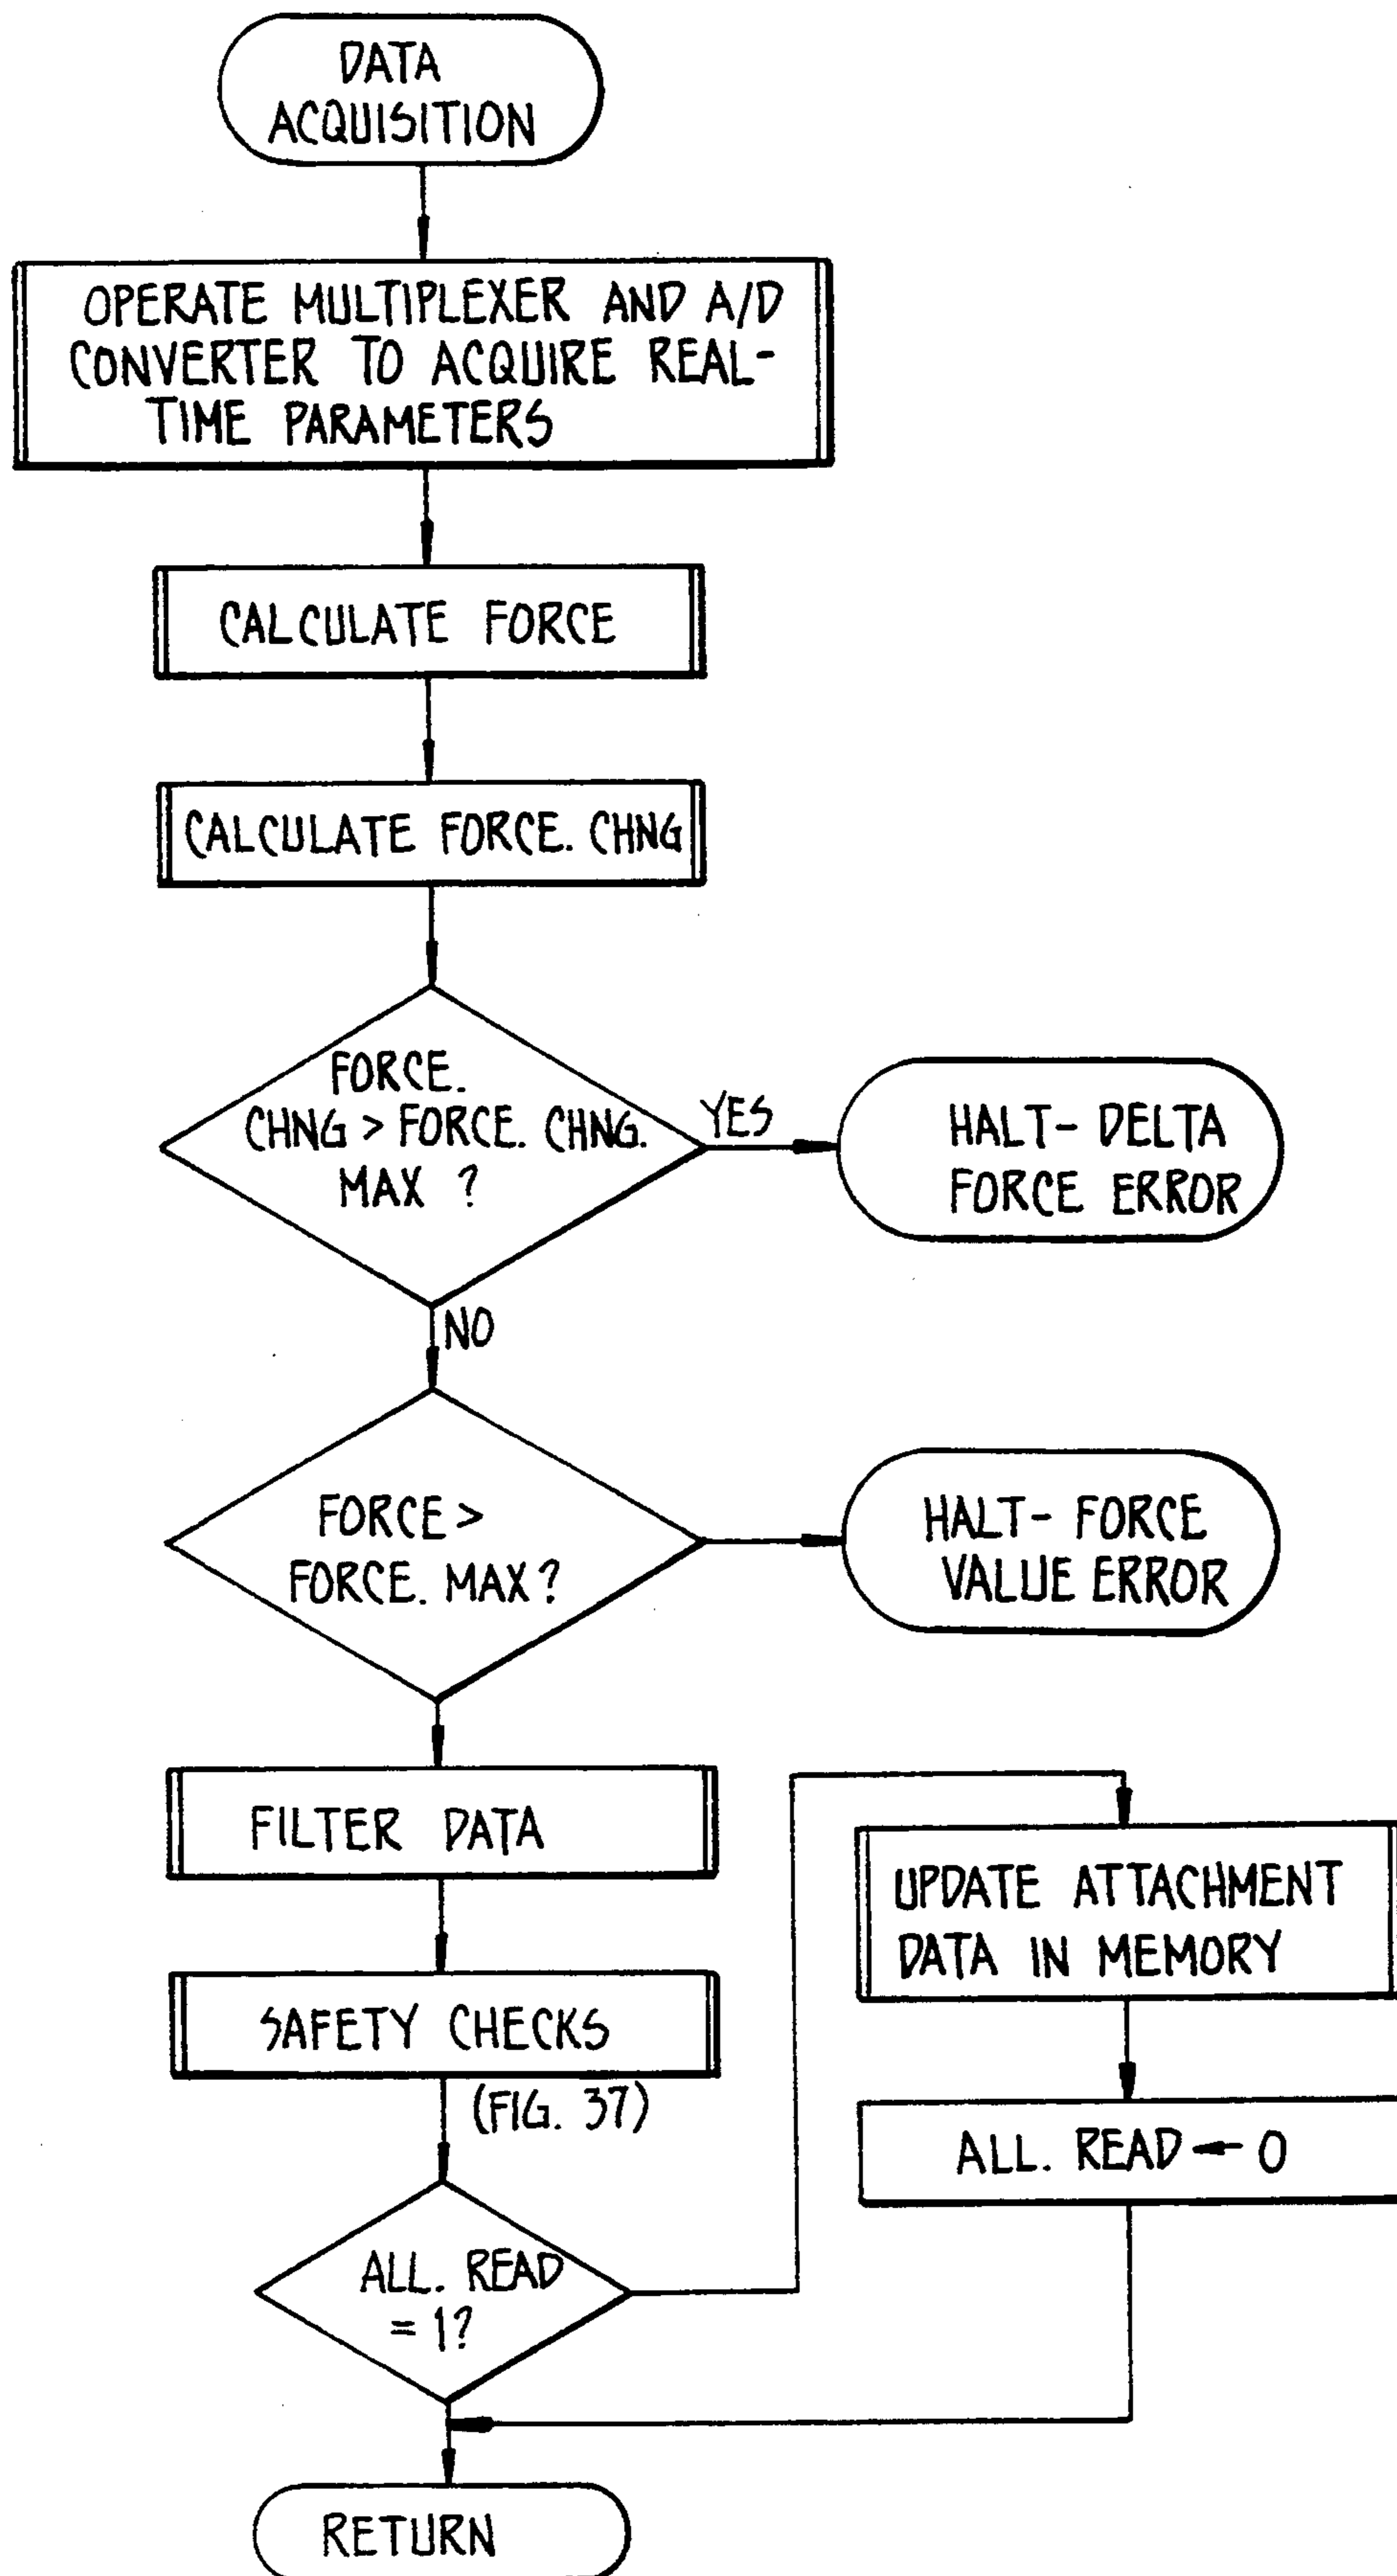 DATA
ACQUISITION
OPERATE MULTIPLEXER AND A/D
CONVERTER TO ACQUIRE REAL-
TIME PARAMETERS
CALCULATE FORCE
CALCULATE FORCE. CHNG
FORCE.
CHNG > FORCE. CHNG.
MAX ?
YES
HALT- DELTA
FORCE ERROR
NO
FORCE >
FORCE. MAX?
HALT- FORCE
VALUE ERROR
FILTER DATA
SAFETY CHECKS
(FIG. 37)
UPDATE ATTACHMENT
DATA IN MEMORY
ALL. READ ← 0
ALL. READ
= 1?
RETURN